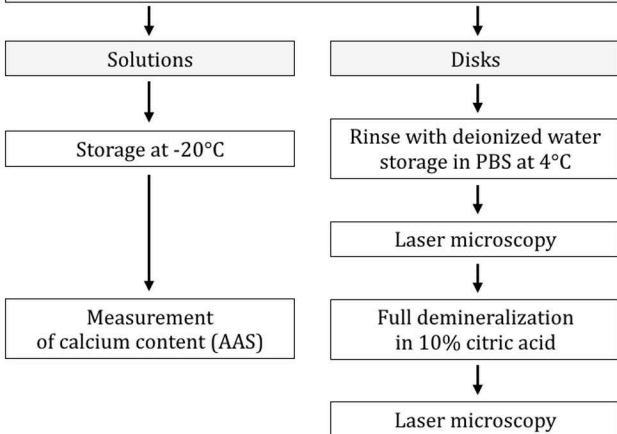 Solutions
Storage at -20°C
Measurement
of calcium content (AAS)
Disks
Rinse with deionized water
storage in PBS at 4°C
Laser microscopy
Full demineralization
in 10% citric acid
Laser microscopy